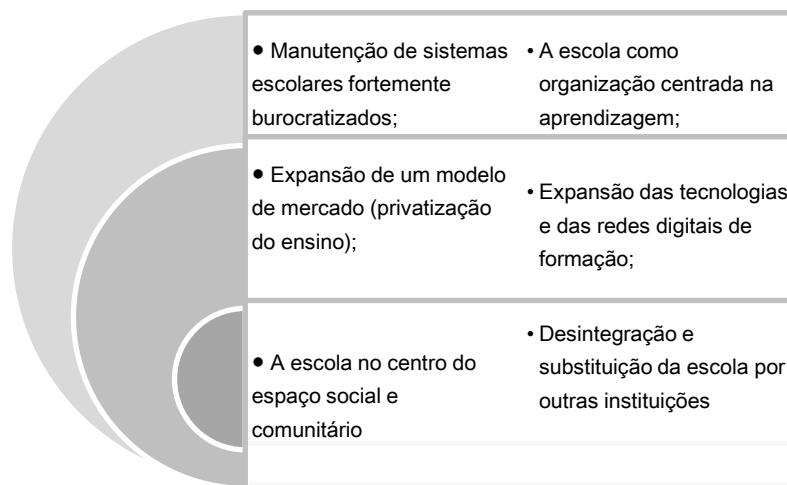 ● Manutenção de sistemas
escolares fortemente
burocratizados;
• A escola como
organização centrada na
aprendizagem;
● Expansão de um modelo
de mercado (privatização
do ensino);
• Expansão das tecnologias
e das redes digitais de
formação;
● A escola no centro do
espaço social e
comunitário
• Desintegração e
substituição da escola por
outras instituições